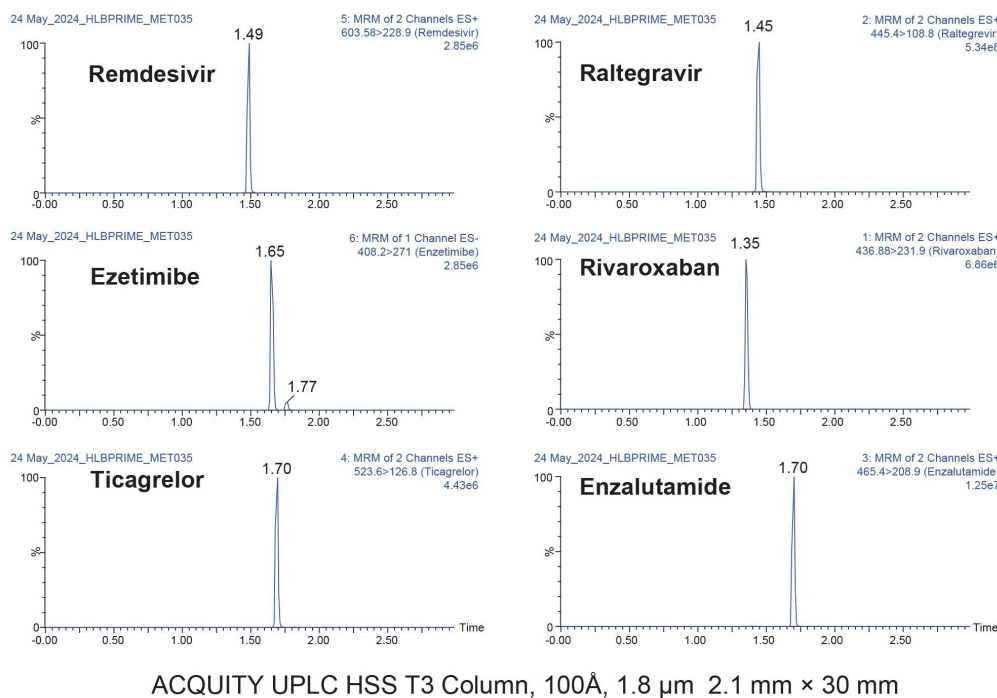 24 May_2024_HLBPRIME_MET035
5: MRM of 2 Channels ES+
603.58>228.9 (Remdesivir)
2.85e6
1.49
Remdesivir
100
%
0
-0.00 0.50 1.00 1.50 2.00 2.50
24 May_2024_HLBPRIME_MET035
2: MRM of 2 Channels ES+
445.4>108.8 (Raltegrevir)
5.34e8
1.45
Raltegravir
100
%
0
-0.00 0.50 1.00 1.50 2.00 2.50
24 May_2024_HLBPRIME_MET035
6: MRM of 1 Channel ES-
408.2>271 (Enzetimibe)
2.85e6
1.65
Ezetimibe
1.77
100
%
0
-0.00 0.50 1.00 1.50 2.00 2.50
24 May_2024_HLBPRIME_MET035
1: MRM of 2 Channels ES+
436.88>231.9 (Rivaroxaban
6.86e6
1.35
Rivaroxaban
100
%
0
-0.00 0.50 1.00 1.50 2.00 2.50
24 May_2024_HLBPRIME_MET035
4: MRM of 2 Channels ES+
523.6>126.8 (Ticagrelor)
4.43e6
1.70
Ticagrelor
100
%
0
-0.00 0.50 1.00 1.50 2.00 2.50 Time
24 May_2024_HLBPRIME_MET035
3: MRM of 2 Channels ES+
465.4>208.9 (Enzalutamide
1.25e7
1.70
Enzalutamide
100
%
0
-0.00 0.50 1.00 1.50 2.00 2.50 Time
ACQUITY UPLC HSS T3 Column, 100Å, 1.8 µm 2.1 mm × 30 mm